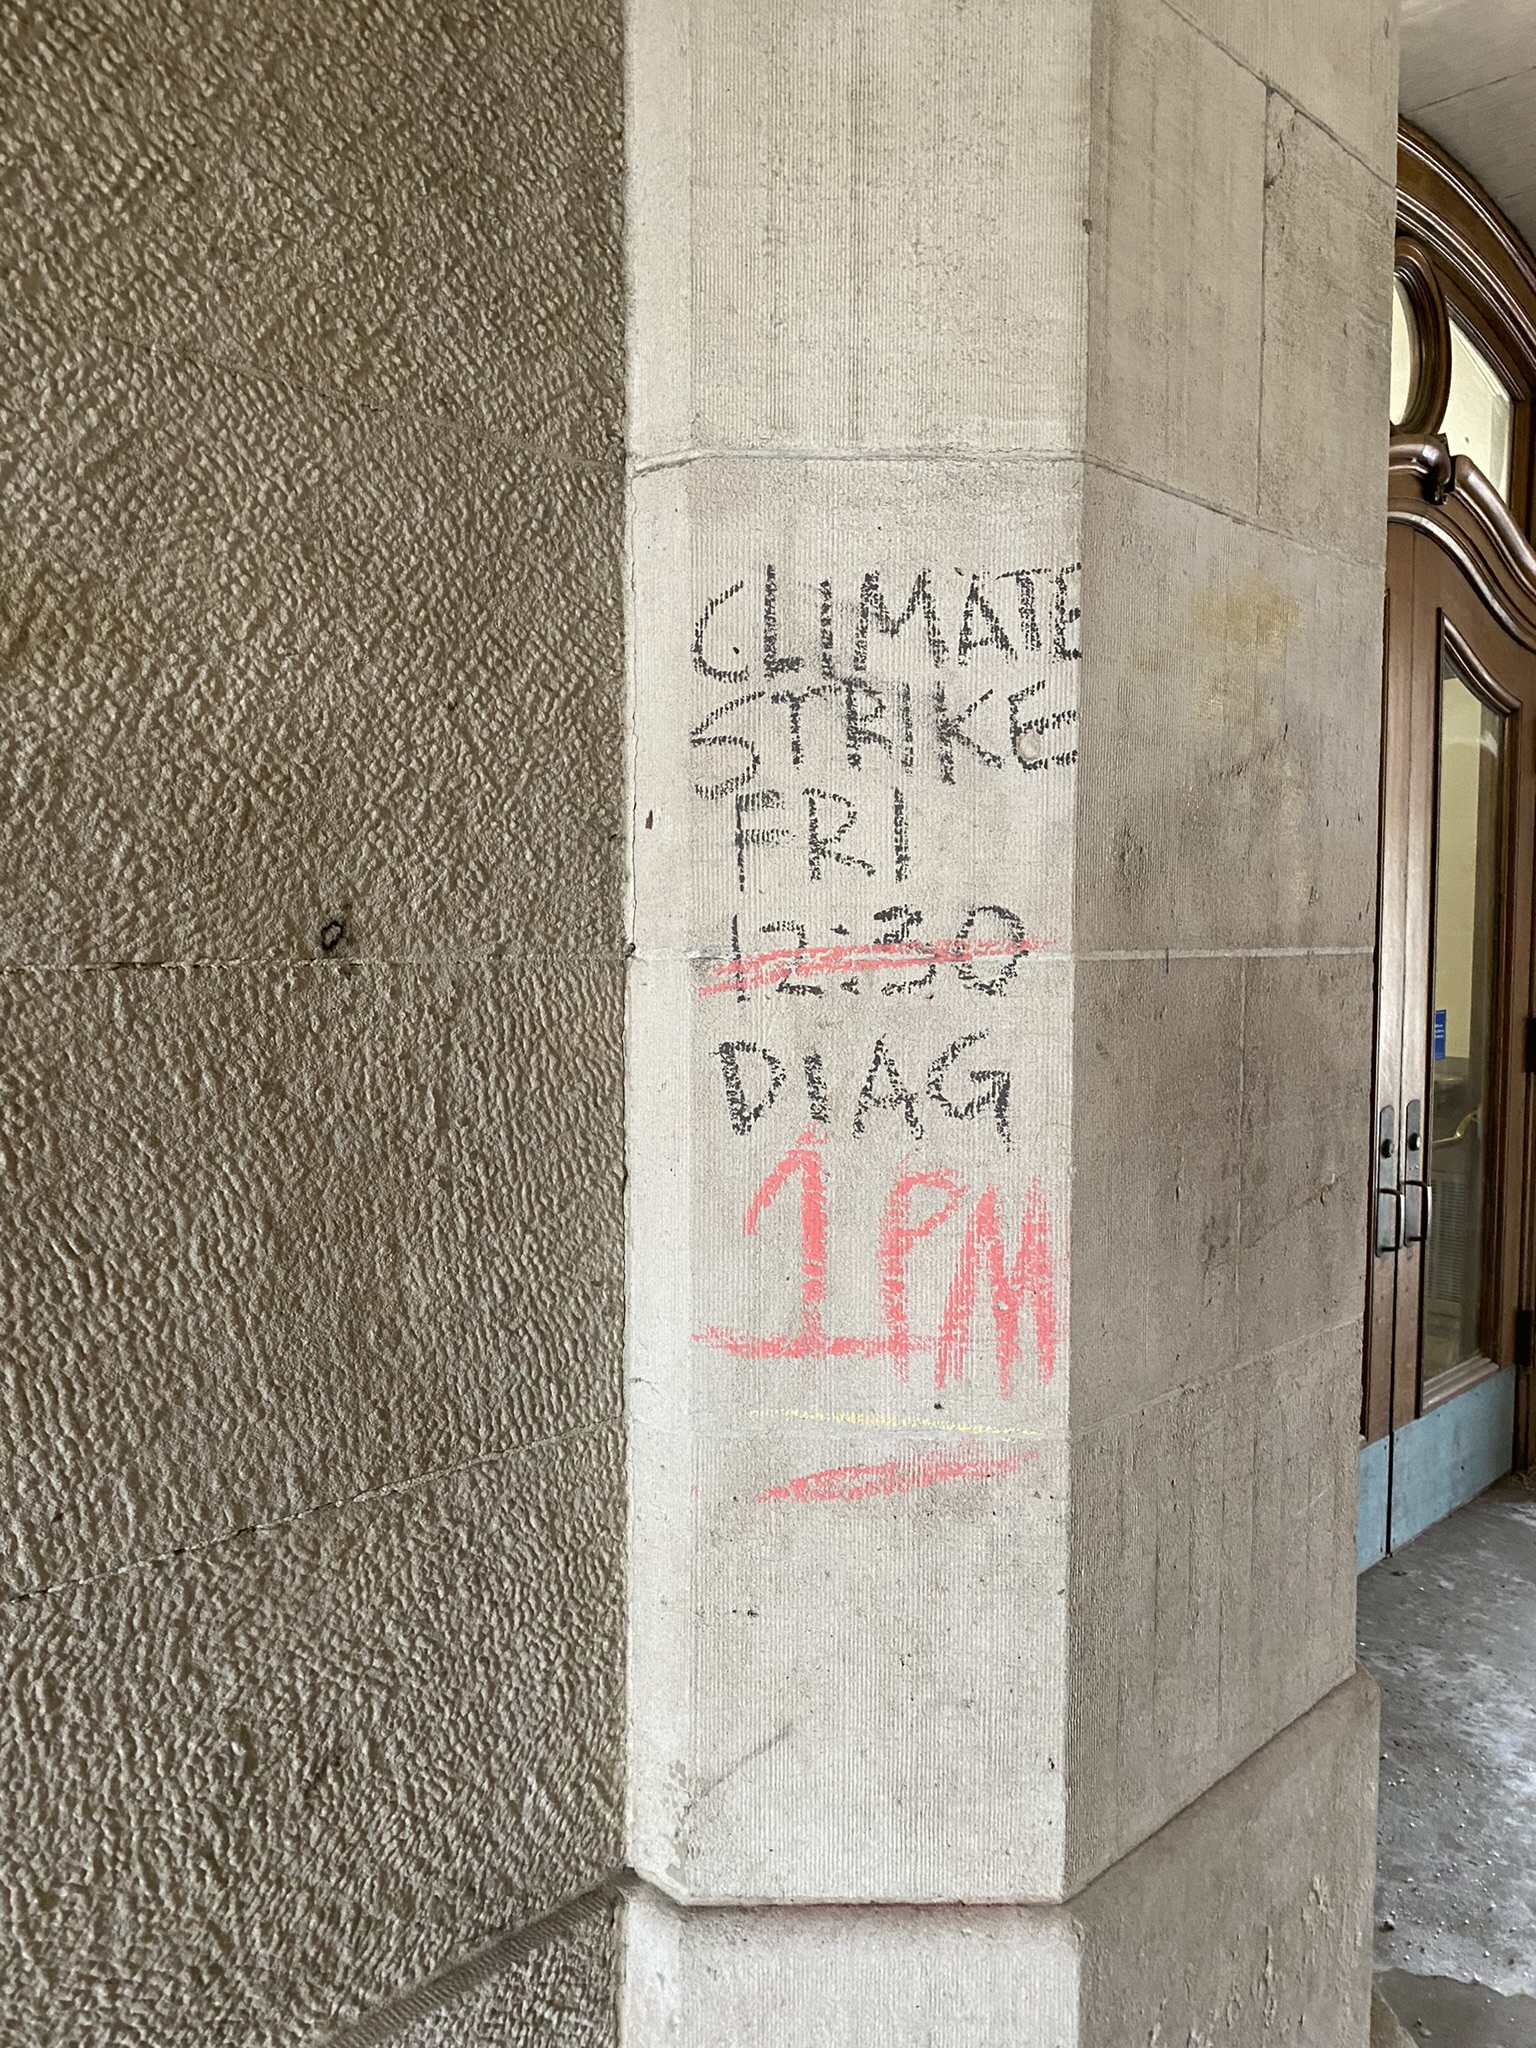 CLIMATE
STRIKE
FRI
12:30
DIAG
1PM